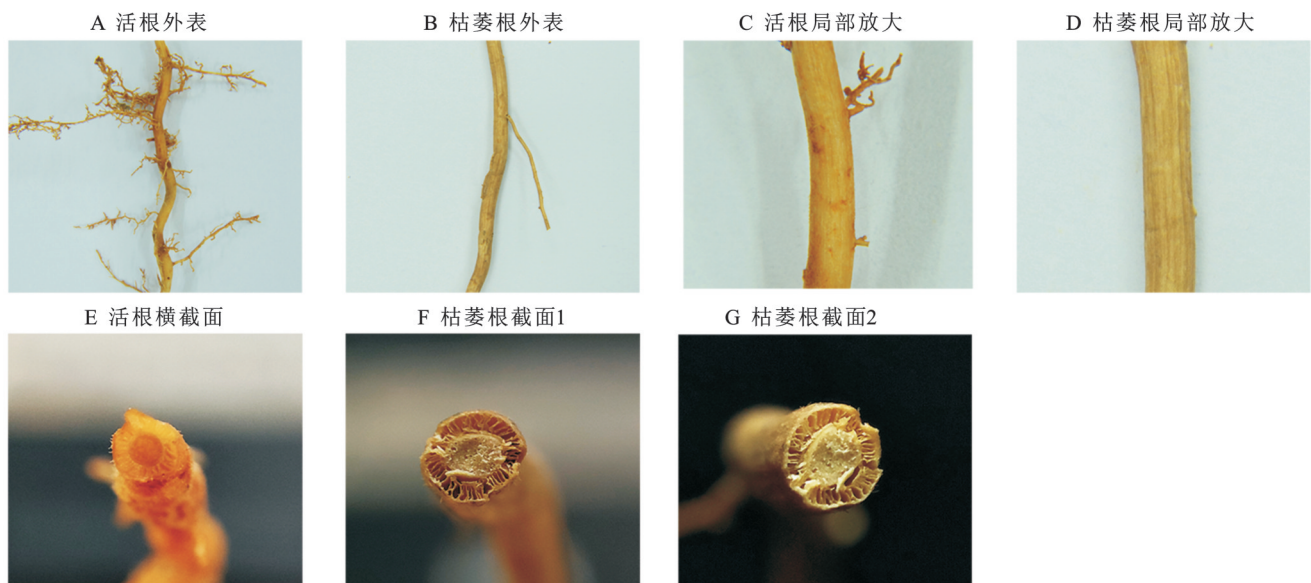 A 活根外表
B 枯萎根外表
C 活根局部放大
D 枯萎根局部放大
E 活根横截面
F 枯萎根截面1
G 枯萎根截面2